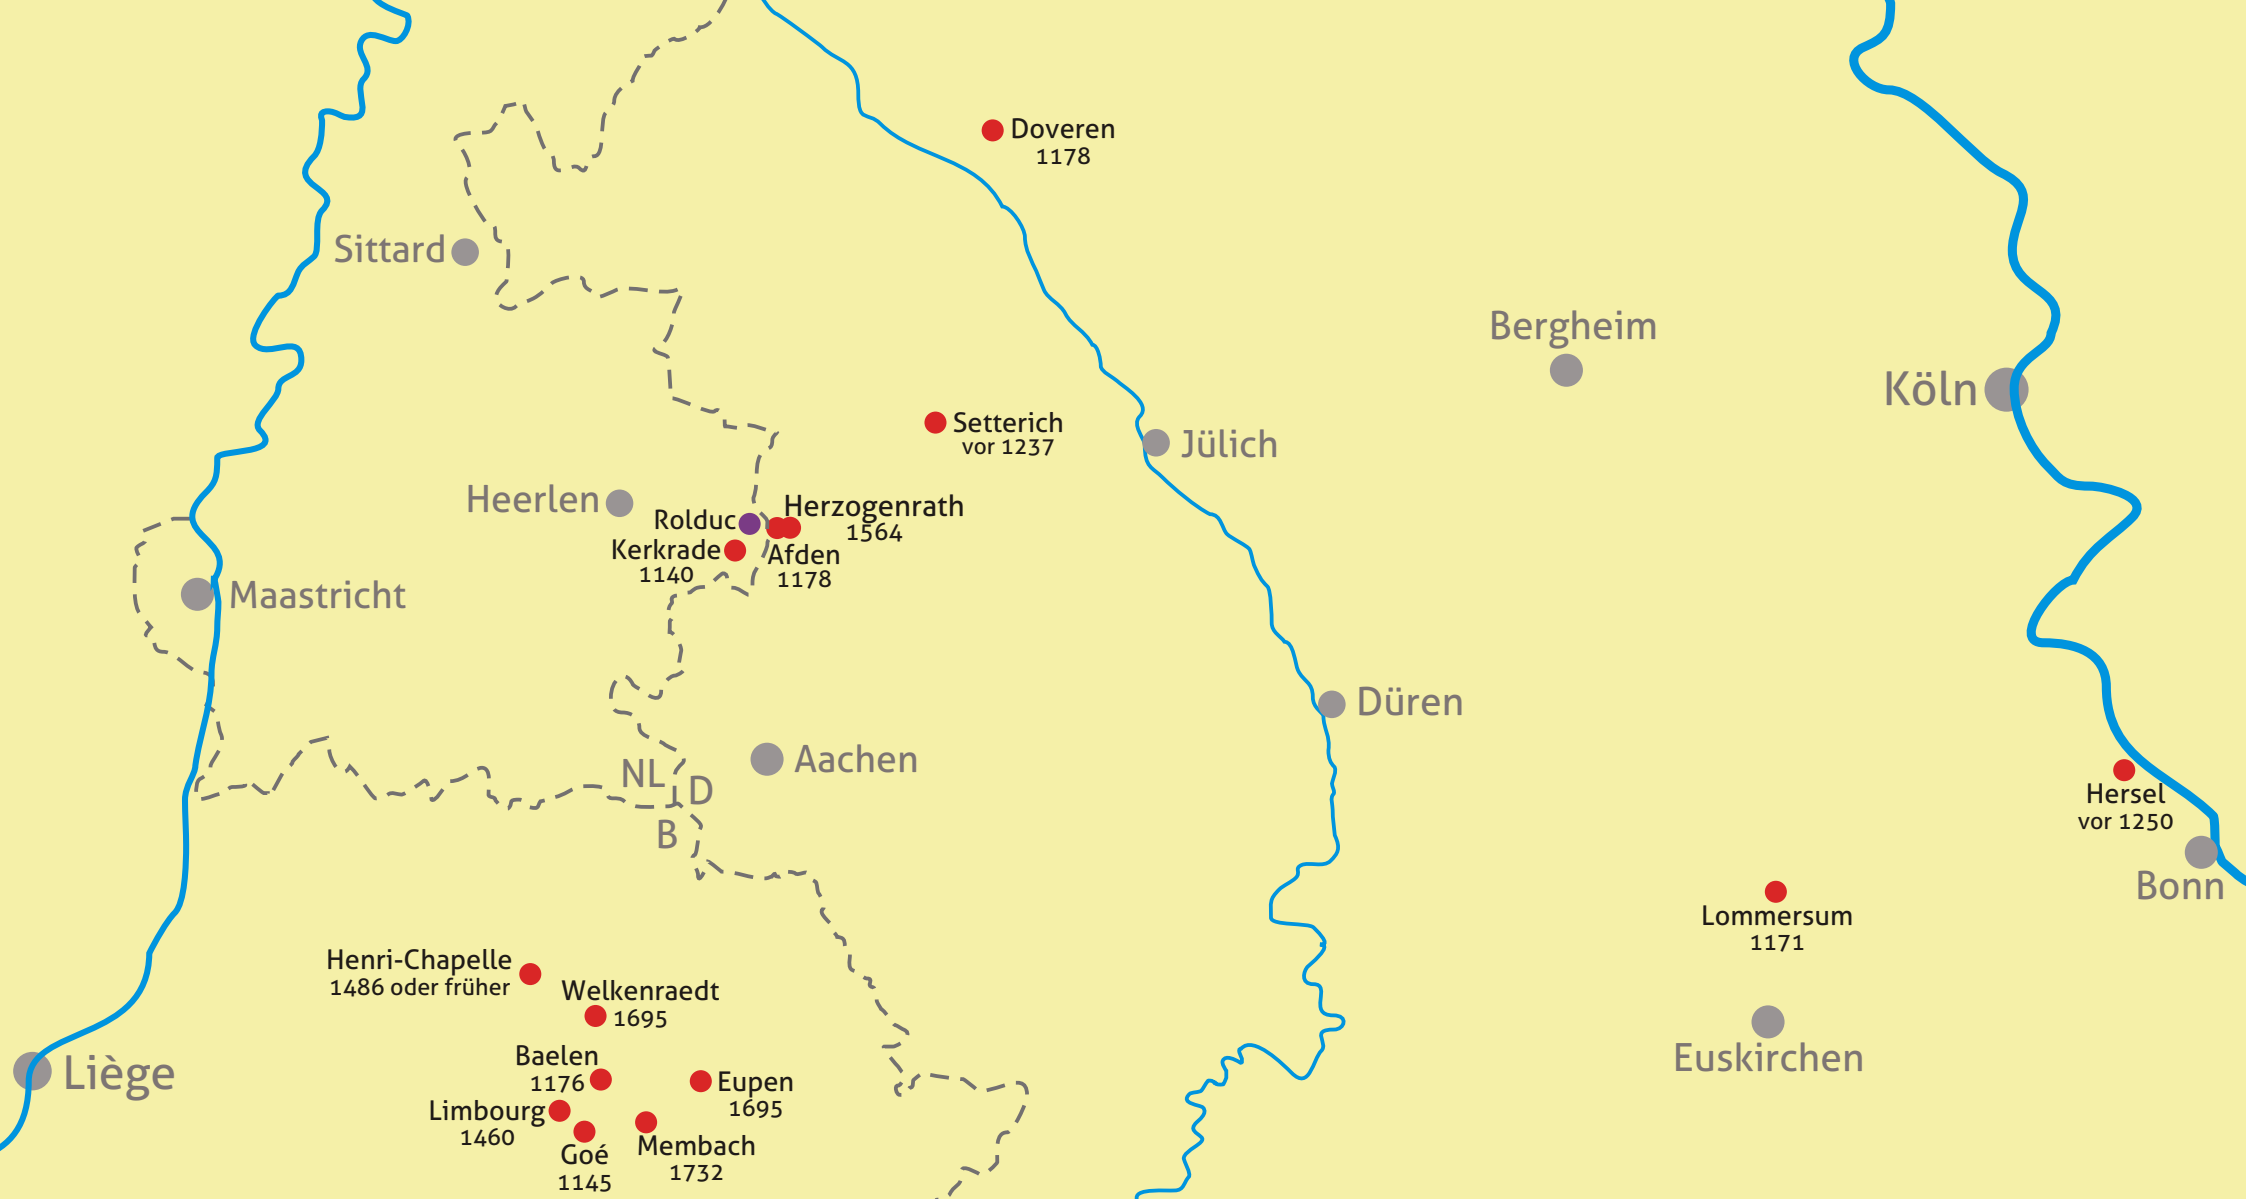 Doveren
1178
Sittard
Bergheim
Köln
Setterich
vor 1237
Jülich
Heerlen
Rolduc
Herzogenrath
1564
Kerkrade
1140
Afden
1178
Maastricht
Düren
Aachen
NL
D
B
Hersel
vor 1250
Bonn
Lommersum
1171
Henri-Chapelle
1486 oder früher
Welkenraedt
1695
Euskirchen
Liège
Baelen
1176
Eupen
1695
Limbourg
1460
Goé
1145
Membach
1732